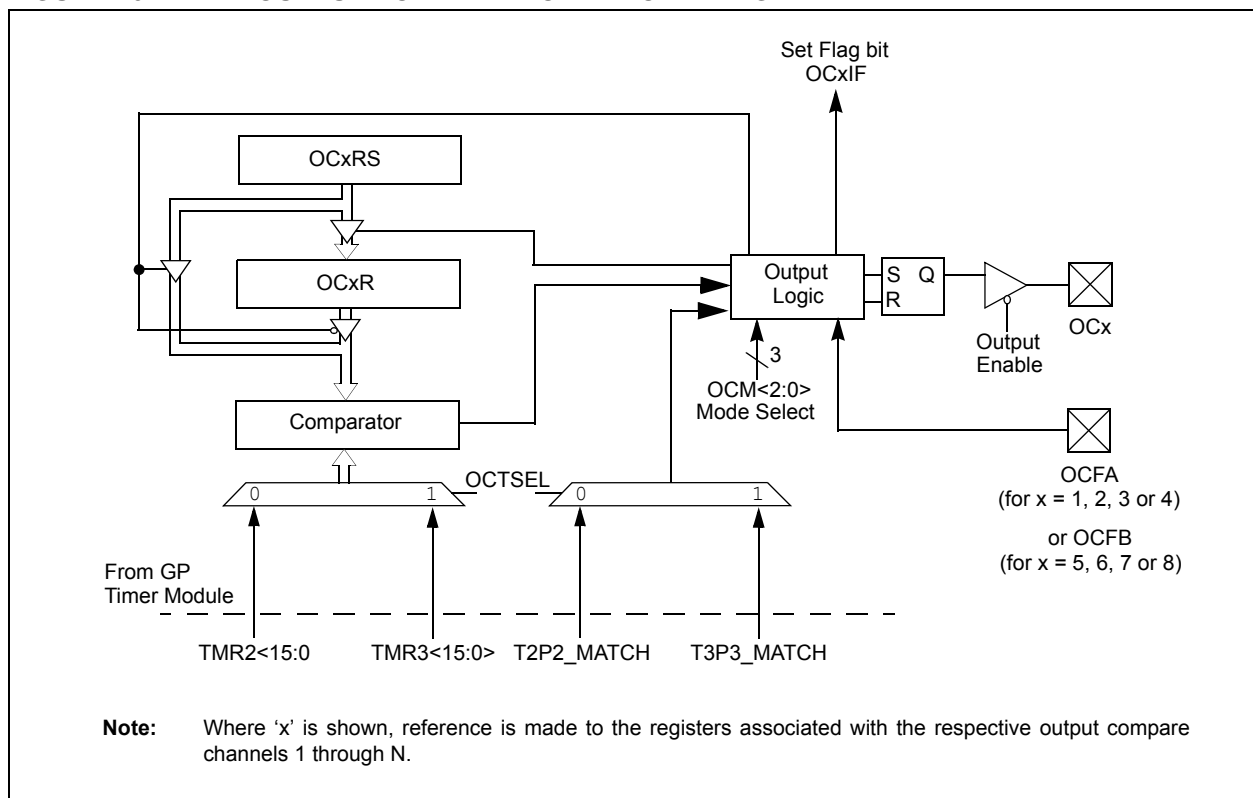 Set Flag bit
OCxIF
OCxRS
OCxR
Output
Logic
S Q
R
OCx
Output
Enable
3
OCM<2:0>
Mode Select
Comparator
OCTSEL
0 1
0 1
OCFA
(for x = 1, 2, 3 or 4)
or OCFB
(for x = 5, 6, 7 or 8)
From GP
Timer Module
TMR2<15:0
TMR3<15:0>
T2P2_MATCH
T3P3_MATCH
Note: Where ‘x’ is shown, reference is made to the registers associated with the respective output compare
channels 1 through N.